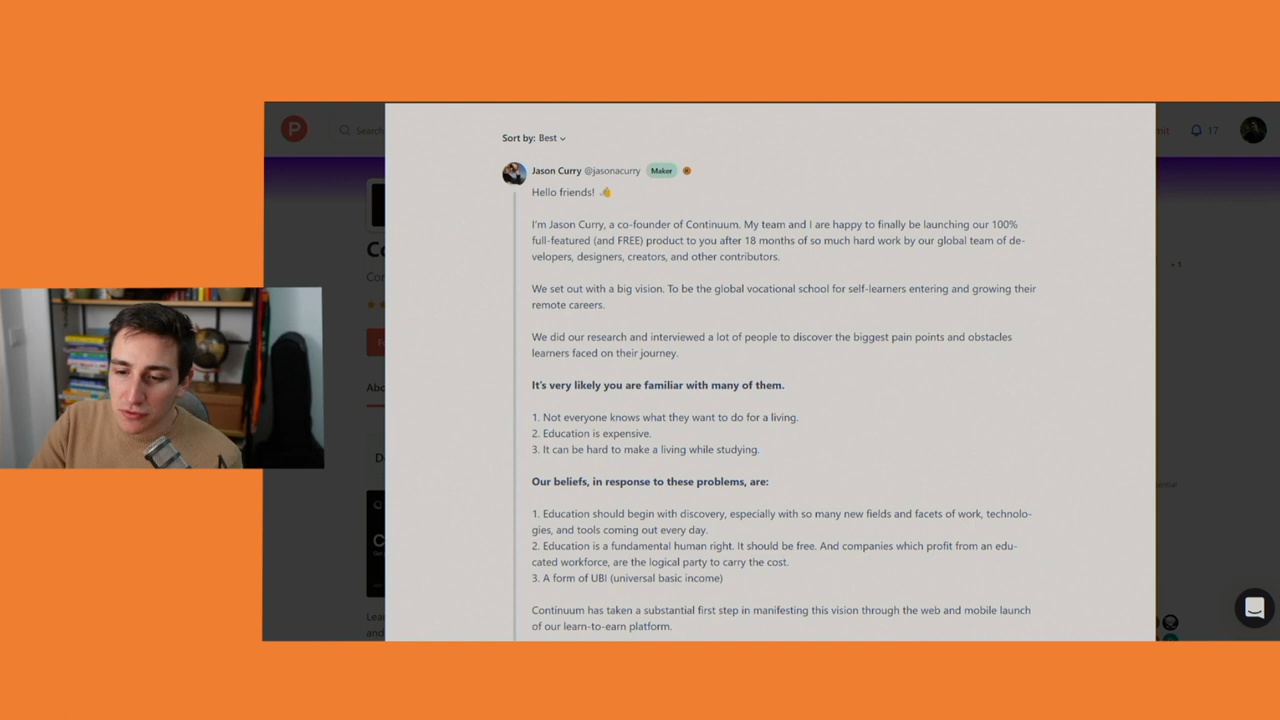 P
Search
mit
17
Sort by: Best
Jason Curry @jasonacurry Maker
Hello friends!
I'm Jason Curry, a co-founder of Continuum. My team and I are happy to finally be launching our 100%
full-featured (and FREE) product to you after 18 months of so much hard work by our global team of de-
velopers, designers, creators, and other contributors.
+ 1
We set out with a big vision. To be the global vocational school for self-learners entering and growing their
remote careers.
We did our research and interviewed a lot of people to discover the biggest pain points and obstacles
learners faced on their journey.
It's very likely you are familiar with many of them.
1. Not everyone knows what they want to do for a living.
2. Education is expensive.
3. It can be hard to make a living while studying.
Our beliefs, in response to these problems, are:
1. Education should begin with discovery, especially with so many new fields and facets of work, technolo-
gies, and tools coming out every day.
2. Education is a fundamental human right. It should be free. And companies which profit from an edu-
cated workforce, are the logical party to carry the cost.
3. A form of UBI (universal basic income)
Continuum has taken a substantial first step in manifesting this vision through the web and mobile launch
of our learn-to-earn platform.
Abo
Lea
and